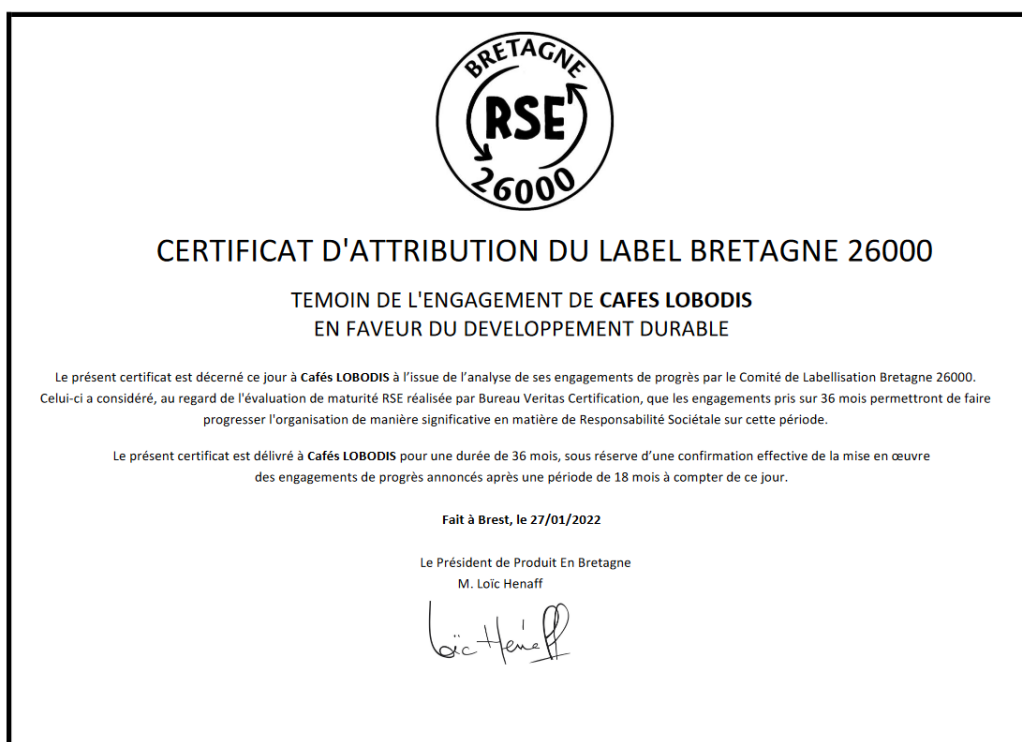 BRETAGNE
RSE
26000
CERTIFICAT D'ATTRIBUTION DU LABEL BRETAGNE 26000
TEMOIN DE L'ENGAGEMENT DE CAFES LOBODIS
EN FAVEUR DU DEVELOPPEMENT DURABLE
Le présent certificat est décerné ce jour à Cafés LOBODIS à l’issue de l’analyse de ses engagements de progrès par le Comité de Labellisation Bretagne 26000.
Celui-ci a considéré, au regard de l'évaluation de maturité RSE réalisée par Bureau Veritas Certification, que les engagements pris sur 36 mois permettront de faire
progresser l'organisation de manière significative en matière de Responsabilité Sociétale sur cette période.
Le présent certificat est délivré à Cafés LOBODIS pour une durée de 36 mois, sous réserve d’une confirmation effective de la mise en œuvre
des engagements de progrès annoncés après une période de 18 mois à compter de ce jour.
Fait à Brest, le 27/01/2022
Le Président de Produit En Bretagne
M. Loïc Henaff
Loïc Henaff